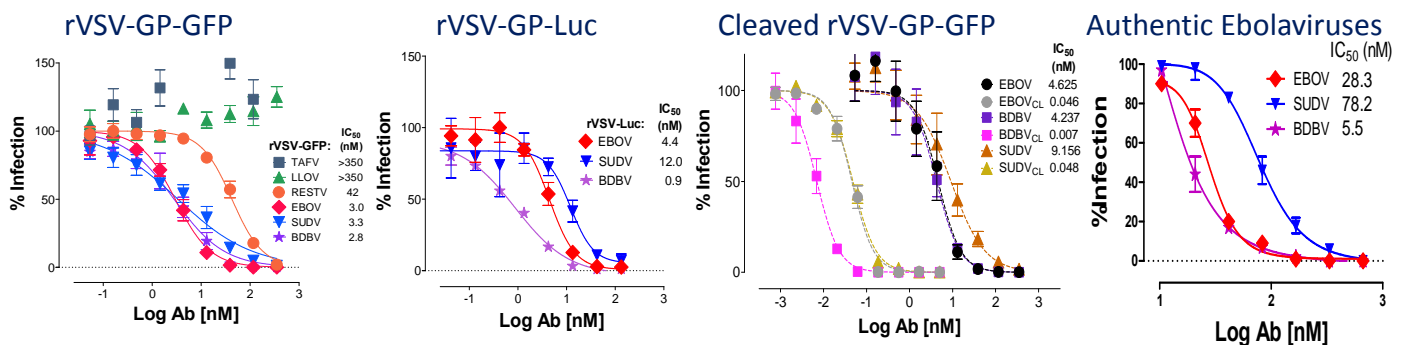 rVSV-GP-GFP
% Infection
150
100
50
0
-1 0 1 2 3
Log Ab [nM]
IC50
rVSV-GFP: (nM)
TAFV >350
LLOV >350
RESTV 42
EBOV 3.0
SUDV 3.3
BDBV 2.8
rVSV-GP-Luc
% Infection
150
100
50
0
-1 0 1 2 3
Log Ab [nM]
IC50
rVSV-Luc: (nM)
EBOV 4.4
SUDV 12.0
BDBV 0.9
Cleaved rVSV-GP-GFP
% Infection
100
50
0
-3 -2 -1 0 1 2 3
Log Ab [nM]
IC50
(nM)
EBOV 4.625
EBOVCL 0.046
BDBV 4.237
BDBVCL 0.007
SUDV 9.156
SUDVCL 0.048
Authentic Ebolaviruses
%Infection
100
80
60
40
20
0
1 2 3
Log Ab [nM]
IC50 (nM)
EBOV 28.3
SUDV 78.2
BDBV 5.5